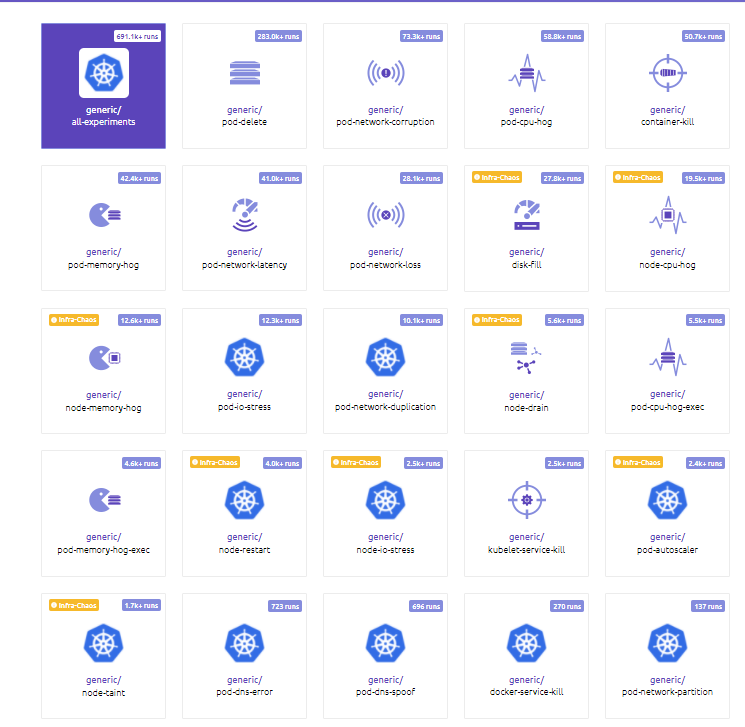 691.1k+ runs
generic/
all-experiments
283.0k+ runs
generic/
pod-delete
73.3k+ runs
generic/
pod-network-corruption
58.8k+ runs
generic/
pod-cpu-hog
50.7k+ runs
generic/
container-kill
42.4k+ runs
generic/
pod-memory-hog
41.0k+ runs
generic/
pod-network-latency
28.1k+ runs
generic/
pod-network-loss
Infra-Chaos
27.8k+ runs
generic/
disk-fill
Infra-Chaos
19.5k+ runs
generic/
node-cpu-hog
Infra-Chaos
12.6k+ runs
generic/
node-memory-hog
12.3k+ runs
generic/
pod-io-stress
10.1k+ runs
generic/
pod-network-duplication
Infra-Chaos
5.6k+ runs
generic/
node-drain
5.5k+ runs
generic/
pod-cpu-hog-exec
4.6k+ runs
generic/
pod-memory-hog-exec
Infra-Chaos
4.0k+ runs
generic/
node-restart
Infra-Chaos
2.5k+ runs
generic/
node-io-stress
2.5k+ runs
generic/
kubelet-service-kill
Infra-Chaos
2.4k+ runs
generic/
pod-autoscaler
Infra-Chaos
1.7k+ runs
generic/
node-taint
723 runs
generic/
pod-dns-error
696 runs
generic/
pod-dns-spoof
270 runs
generic/
docker-service-kill
137 runs
generic/
pod-network-partition